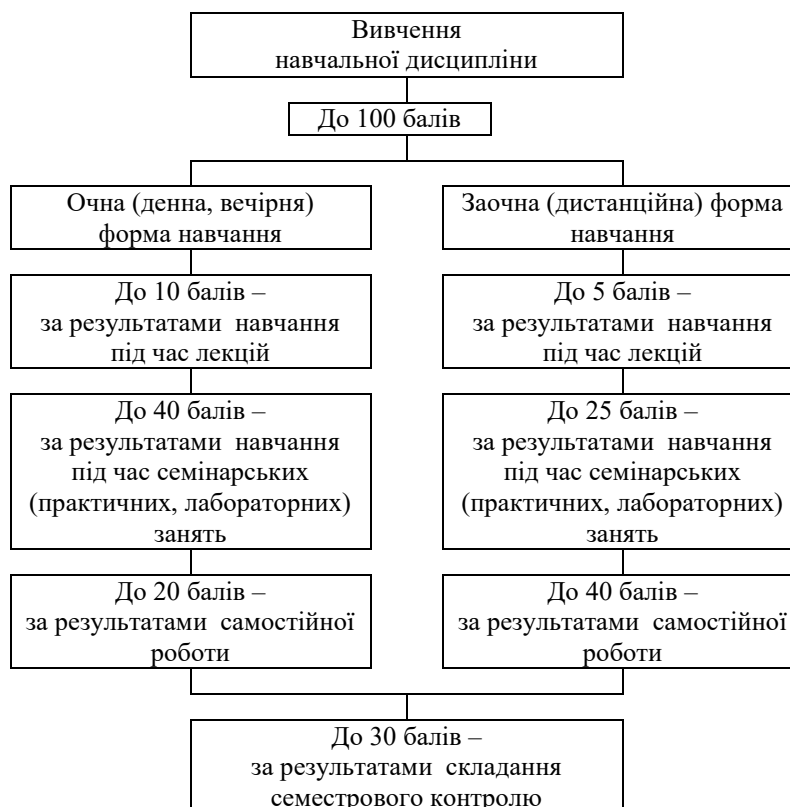 Вивчення
навчальної дисципліни
До 100 балів
Очна (денна, вечірня)
форма навчання
До 10 балів –
за результатами навчання
під час лекцій
До 40 балів –
за результатами навчання
під час семінарських
(практичних, лабораторних)
занять
До 20 балів –
за результатами самостійної
роботи
Заочна (дистанційна) форма
навчання
До 5 балів –
за результатами навчання
під час лекцій
До 25 балів –
за результатами навчання
під час семінарських
(практичних, лабораторних)
занять
До 40 балів –
за результатами самостійної
роботи
До 30 балів –
за результатами складання
семестрового контролю